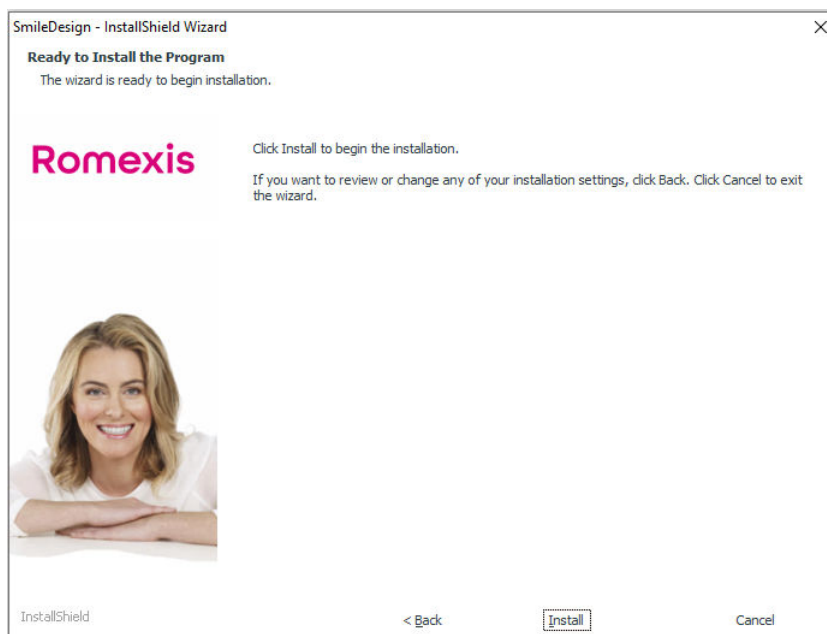 SmileDesign - InstallShield Wizard
Ready to Install the Program
The wizard is ready to begin installation.
Romexis
Click Install to begin the installation.
If you want to review or change any of your installation settings, click Back. Click Cancel to exit
the wizard.
InstallShield
< Back
Install
Cancel